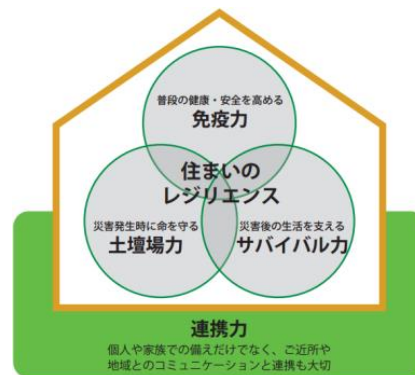 普段の健康・安全を高める
免疫力
住まいの
レジリエンス
災害発生時に命を守る
土壇場力
災害後の生活を支える
サバイバル力
連携力
個人や家族での備えだけでなく、ご近所や
地域とのコミュニケーションと連携も大切